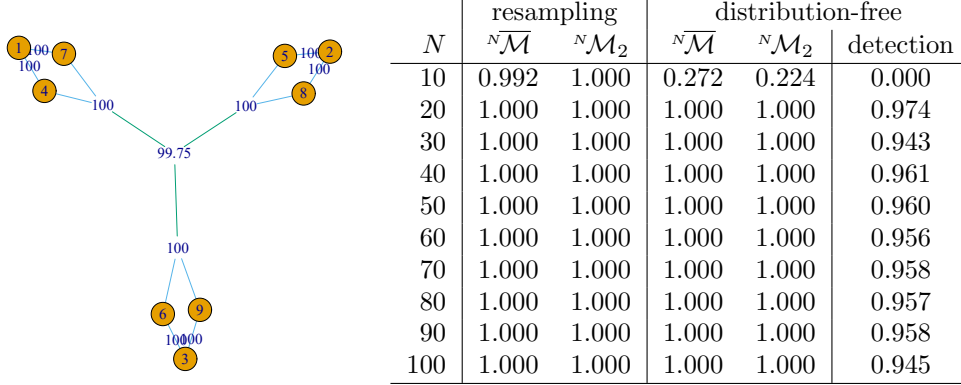 1 100 7
100
4
100
5 100 2
100
8
100
99.75
100
6 9
100 100
3
resampling distribution-free
N ᴺM̅ ᴺM₂ ᴺM̅ ᴺM₂ detection
10 0.992 1.000 0.272 0.224 0.000
20 1.000 1.000 1.000 1.000 0.974
30 1.000 1.000 1.000 1.000 0.943
40 1.000 1.000 1.000 1.000 0.961
50 1.000 1.000 1.000 1.000 0.960
60 1.000 1.000 1.000 1.000 0.956
70 1.000 1.000 1.000 1.000 0.958
80 1.000 1.000 1.000 1.000 0.957
90 1.000 1.000 1.000 1.000 0.958
100 1.000 1.000 1.000 1.000 0.945